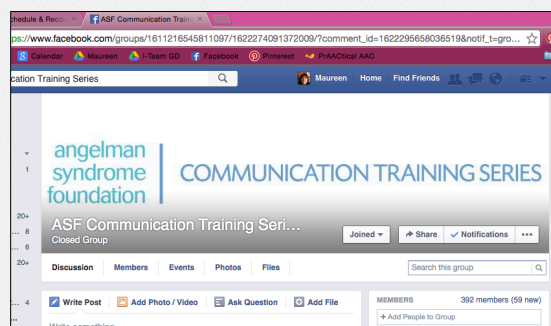 chedule & Recor × ASF Communication Traini ×
ps://www.facebook.com/groups/1611216545811097/1622274091372009/?comment_id=1622295658036519&notif_t=gro...
Calendar Maureen I-Team GD Facebook Pinterest PrAACtical AAC
cation Training Series Maureen Home Find Friends
angelman
syndrome
foundation
COMMUNICATION TRAINING SERIES
1
20+
... 8
... 6
20+
ASF Communication Training Seri...
Closed Group
Joined Share Notifications ...
Discussion Members Events Photos Files Search this group
... 4
Write Post Add Photo / Video Ask Question Add File
MEMBERS 392 members (59 new)
+ Add People to Group
Write something